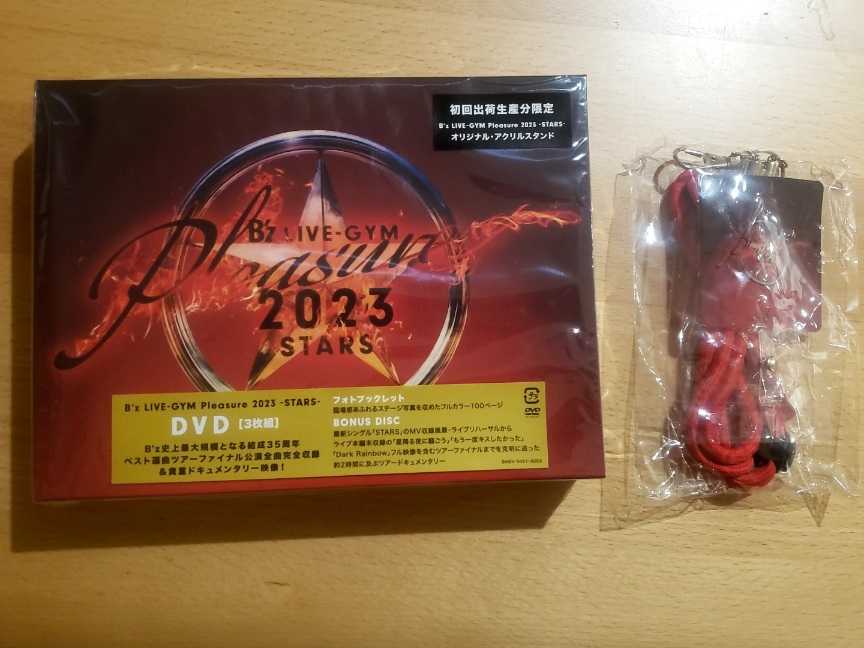 初回出荷生産分限定
B'z LIVE-GYM Pleasure 2023 -STARS-
オリジナル・アクリルスタンド
B'z LIVE-GYM
Pleasure
2023
STARS
B'z LIVE-GYM Pleasure 2023 -STARS-
DVD【3枚組】
B'z史上最大規模となる結成35周年
ベスト選曲ツアーファイナル公演全曲完全収録
&貴重ドキュメンタリー映像!
フォトブックレット
臨場感あふれるステージ写真を収めたフルカラー100ページ
BONUS DISC
最新シングル「STARS」のMV収録風景・ライブリハーサルから
ライブ本編未収録の「星降る夜に騒ごう」「もう一度キスしたかった」
「Dark Rainbow」フル映像を含むツアーファイナルまでを克明に追った
約2時間に及ぶツアードキュメンタリー
DVD